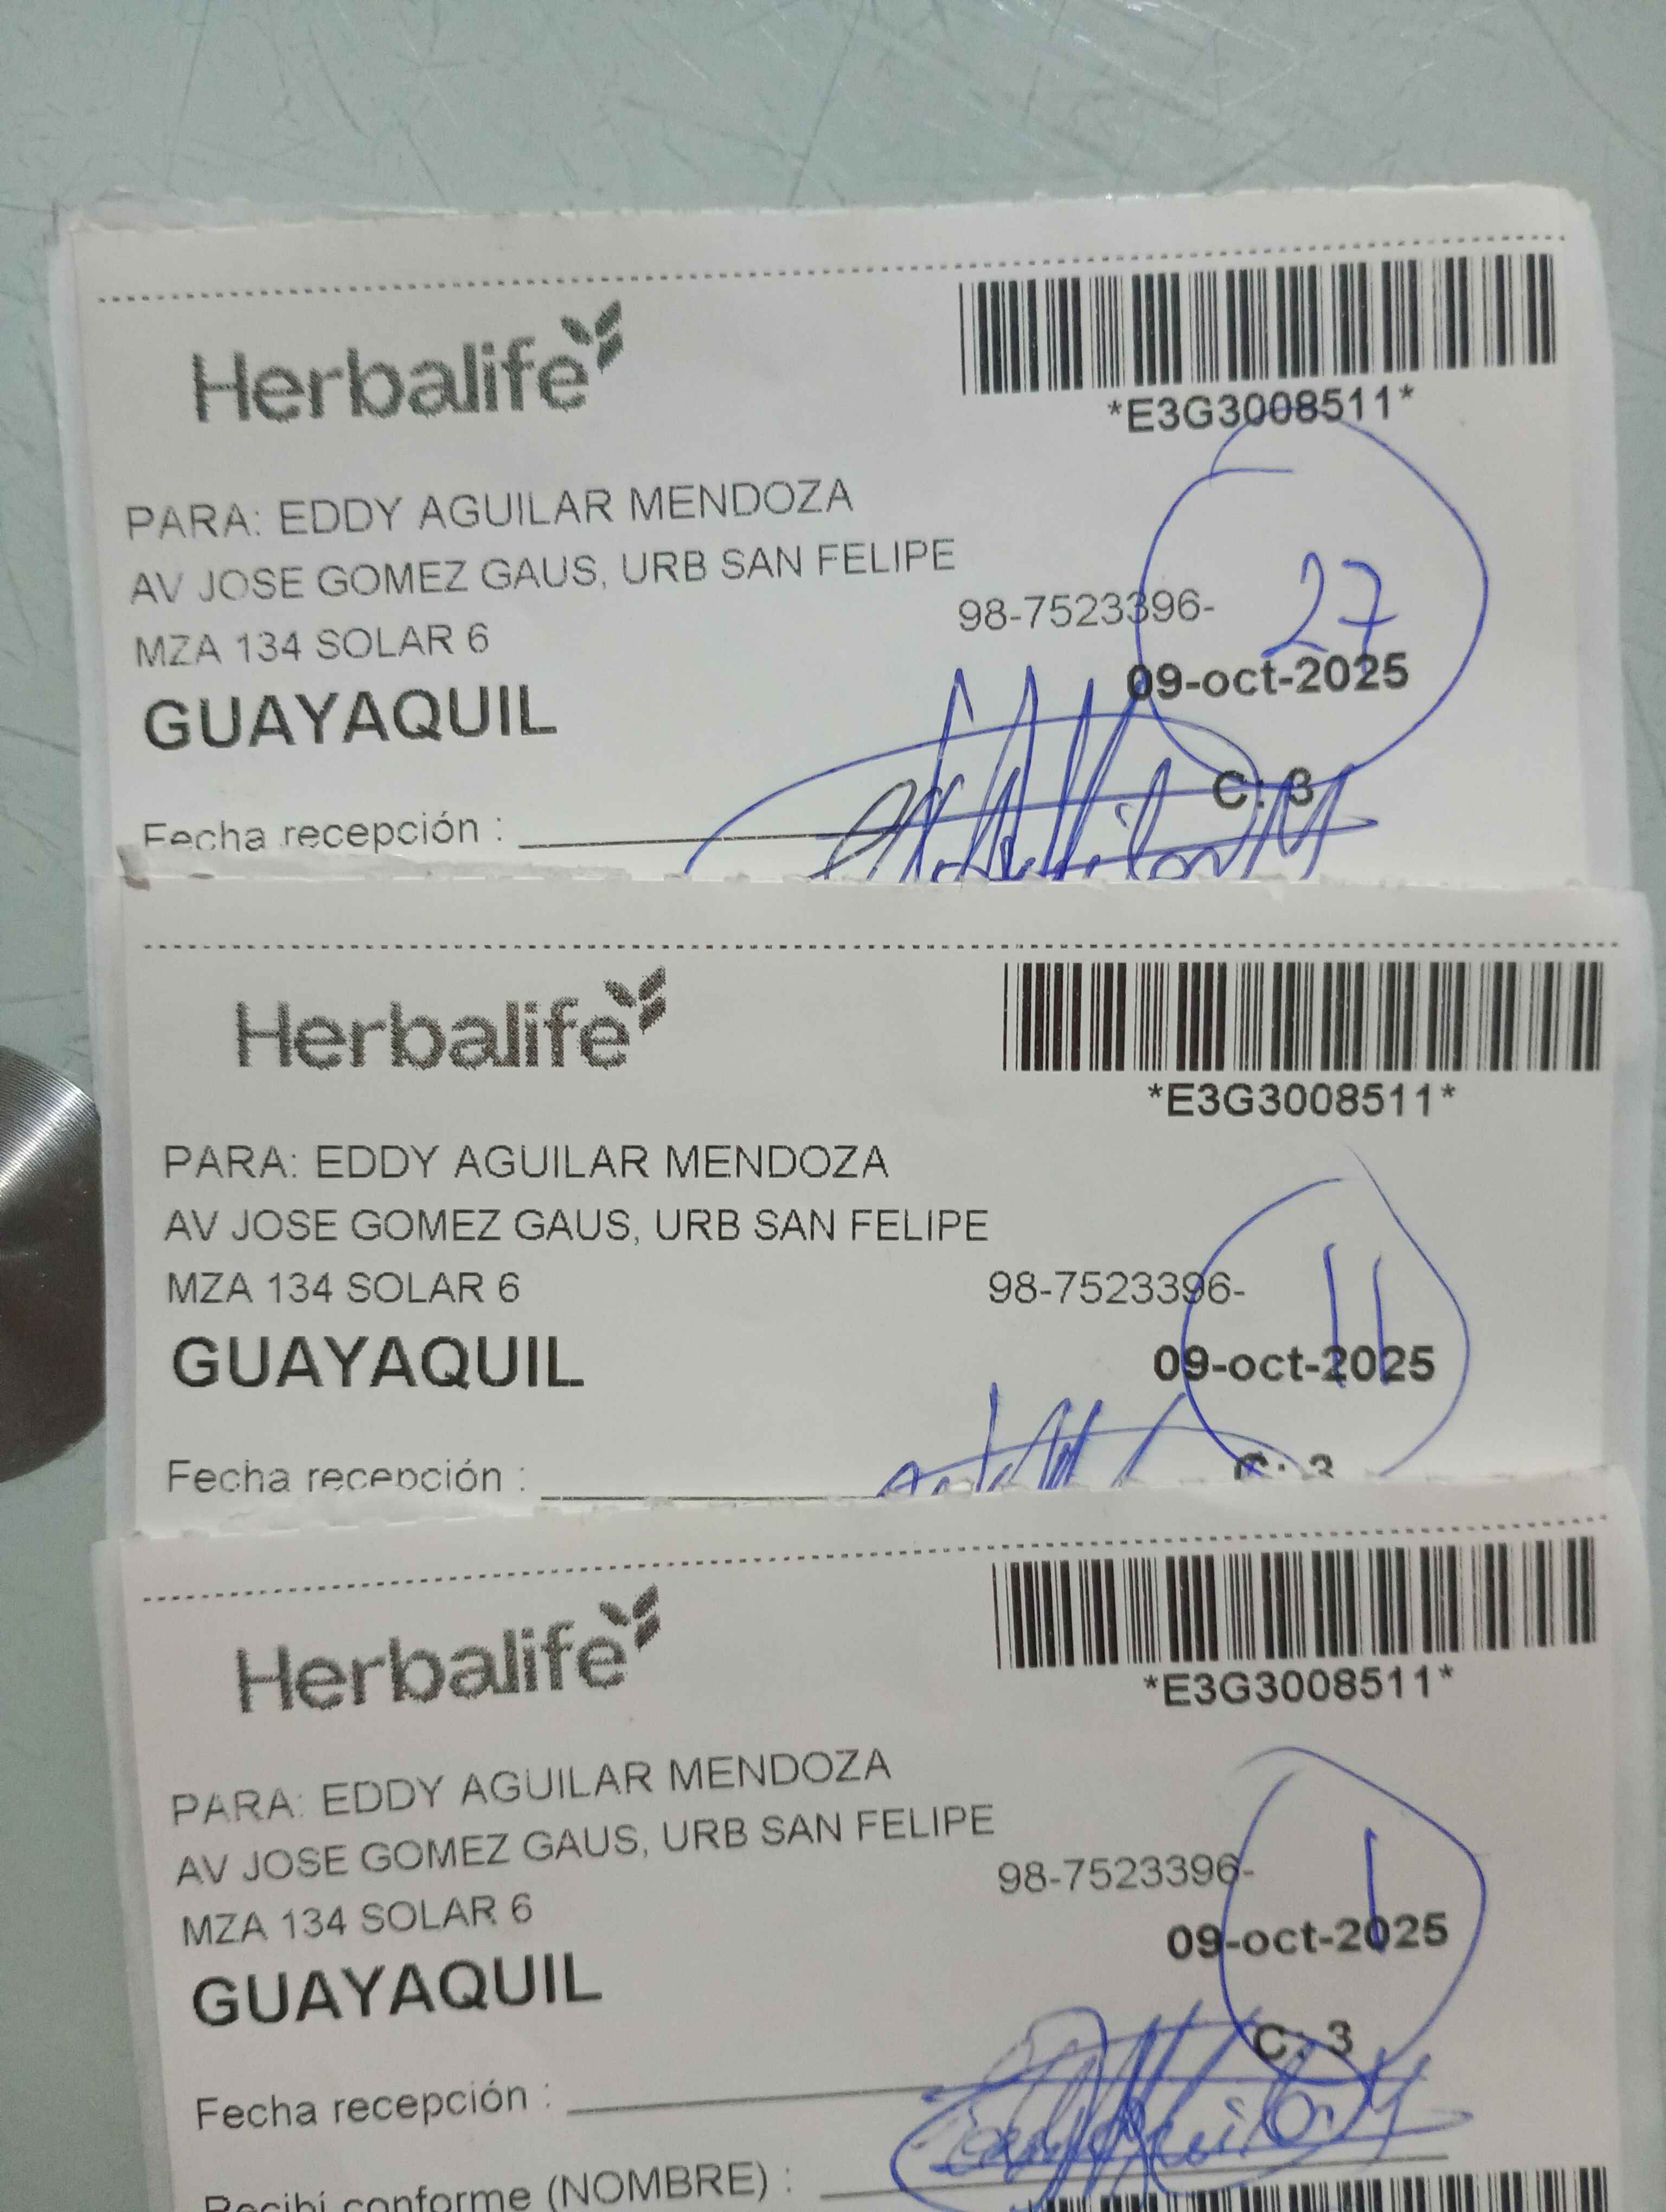 Herbalife
*E3G3008511*
PARA: EDDY AGUILAR MENDOZA
AV JOSE GOMEZ GAUS, URB SAN FELIPE
MZA 134 SOLAR 6
98-7523396-
27
09-oct-2025
GUAYAQUIL
C: 3
Fecha recepción :
Herbalife
*E3G3008511*
PARA: EDDY AGUILAR MENDOZA
AV JOSE GOMEZ GAUS, URB SAN FELIPE
MZA 134 SOLAR 6
98-7523396-
11
09-oct-2025
GUAYAQUIL
C: 3
Fecha recepción :
Herbalife
*E3G3008511*
PARA: EDDY AGUILAR MENDOZA
AV JOSE GOMEZ GAUS, URB SAN FELIPE
MZA 134 SOLAR 6
98-7523396-
1
09-oct-2025
GUAYAQUIL
C: 3
Fecha recepción :
Recibí conforme (NOMBRE) :